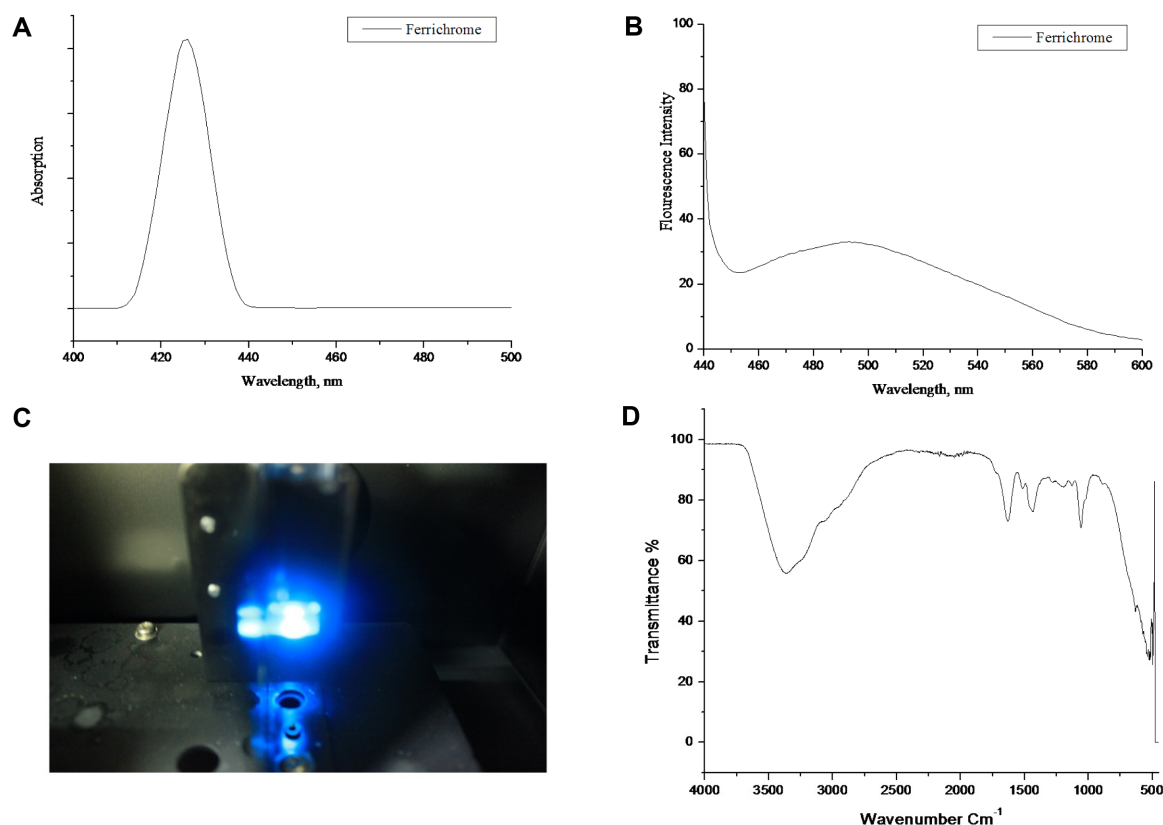 A
Ferrichrome
Absorption
400 420 440 460 480 500
Wavelength, nm
B
Ferrichrome
100
80
60
40
20
0
Flourescence Intensity
440 460 480 500 520 540 560 580 600
Wavelength, nm
C
D
100
80
60
40
20
0
Transmittance %
4000 3500 3000 2500 2000 1500 1000 500
Wavenumber Cm-1